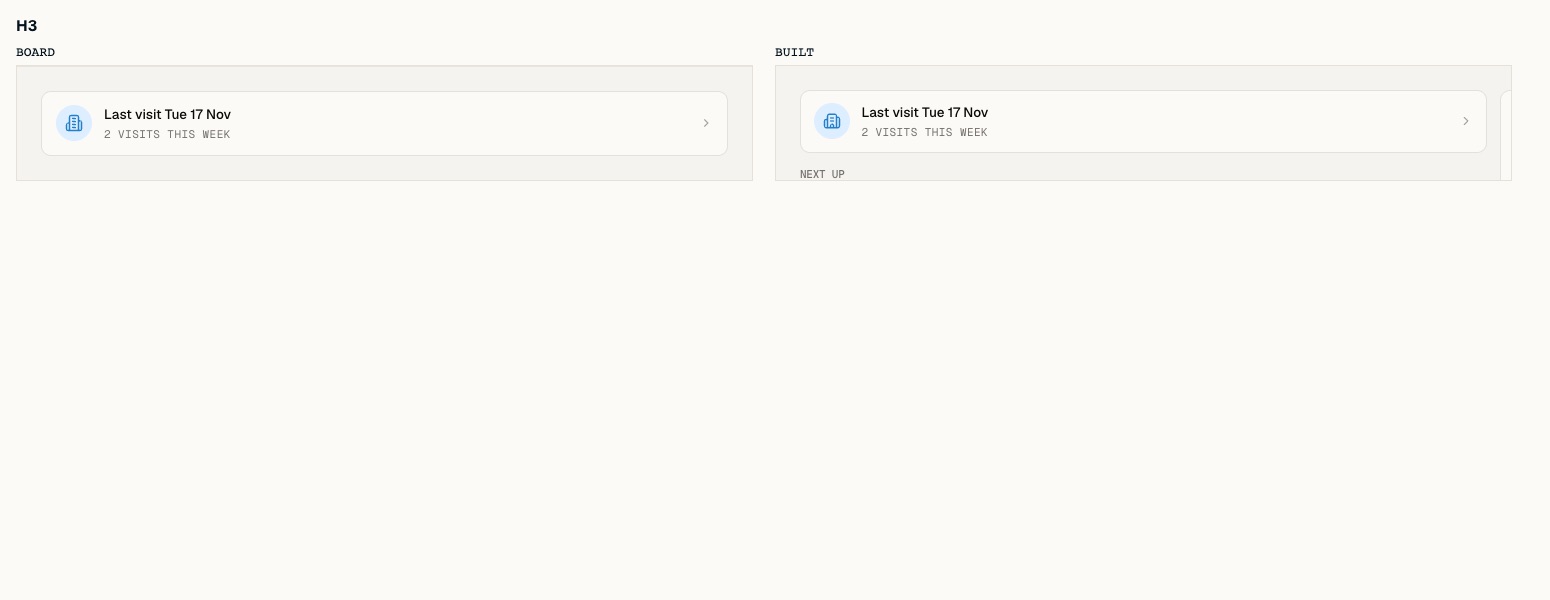 H3
BOARD
Last visit Tue 17 Nov
2 VISITS THIS WEEK
BUILT
Last visit Tue 17 Nov
2 VISITS THIS WEEK
NEXT UP